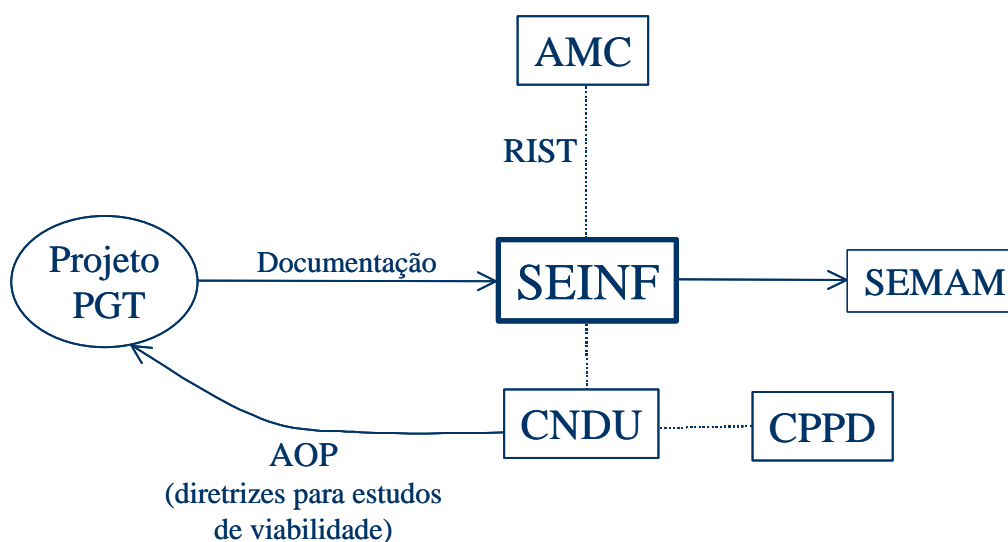 AMC
RIST
Projeto
PGT
Documentação
SEINF
SEMAM
CNDU
CPPD
AOP
(diretrizes para estudos
de viabilidade)